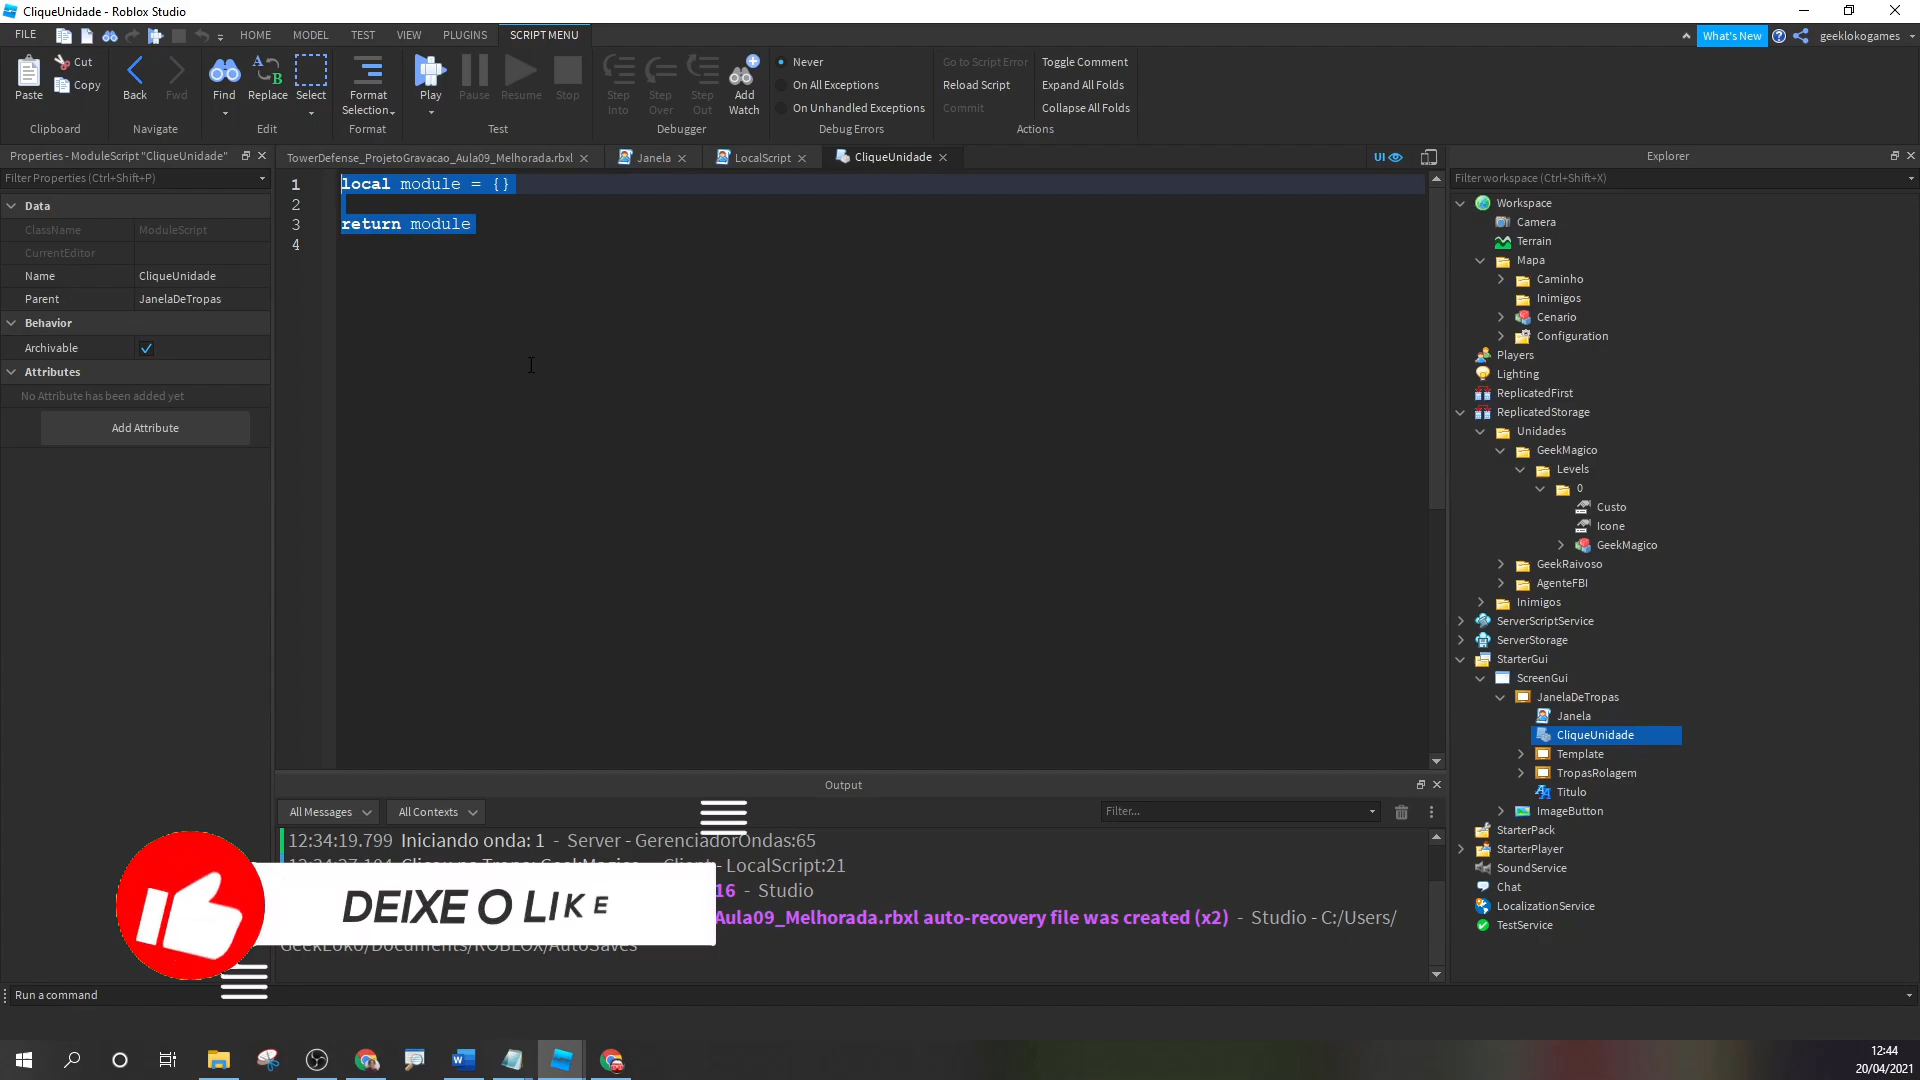 CliqueUnidade - Roblox Studio
FILE HOME MODEL TEST VIEW PLUGINS SCRIPT MENU What's New geeklokogames
Paste Cut Copy Back Fwd Find Replace Select Format Selection Play Pause Resume Stop Step Into Step Over Step Out Add Watch
Never On All Exceptions On Unhandled Exceptions
Go to Script Error Reload Script Commit
Toggle Comment Expand All Folds Collapse All Folds
Clipboard Navigate Edit Format Test Debugger Debug Errors Actions
Properties - ModuleScript "CliqueUnidade"
Filter Properties (Ctrl+Shift+P)
Data
ClassName ModuleScript
CurrentEditor
Name CliqueUnidade
Parent JanelaDeTropas
Behavior
Archivable
Attributes
No Attribute has been added yet
Add Attribute
TowerDefense_ProjetoGravacao_Aula09_Melhorada.rbxl Janela LocalScript CliqueUnidade UI
1 local module = {}
2
3 return module
4
Explorer
Filter workspace (Ctrl+Shift+X)
Workspace
Camera
Terrain
Mapa
Caminho
Inimigos
Cenario
Configuration
Players
Lighting
ReplicatedFirst
ReplicatedStorage
Unidades
GeekMagico
Levels
0
Custo
Icone
GeekMagico
GeekRaivoso
AgenteFBI
Inimigos
ServerScriptService
ServerStorage
StarterGui
ScreenGui
JanelaDeTropas
Janela
CliqueUnidade
Template
TropasRolagem
Titulo
ImageButton
StarterPack
StarterPlayer
SoundService
Chat
LocalizationService
TestService
Output
All Messages All Contexts Filter...
12:34:19.799 Iniciando onda: 1 - Server - GerenciadorOndas:65
LocalScript:21
16 - Studio
Aula09_Melhorada.rbxl auto-recovery file was created (x2) - Studio - C:/Users/
GeekLoko/Documents/ROBLOX/AutoSaves
DEIXE O LIKE
Run a command
12:44
20/04/2021